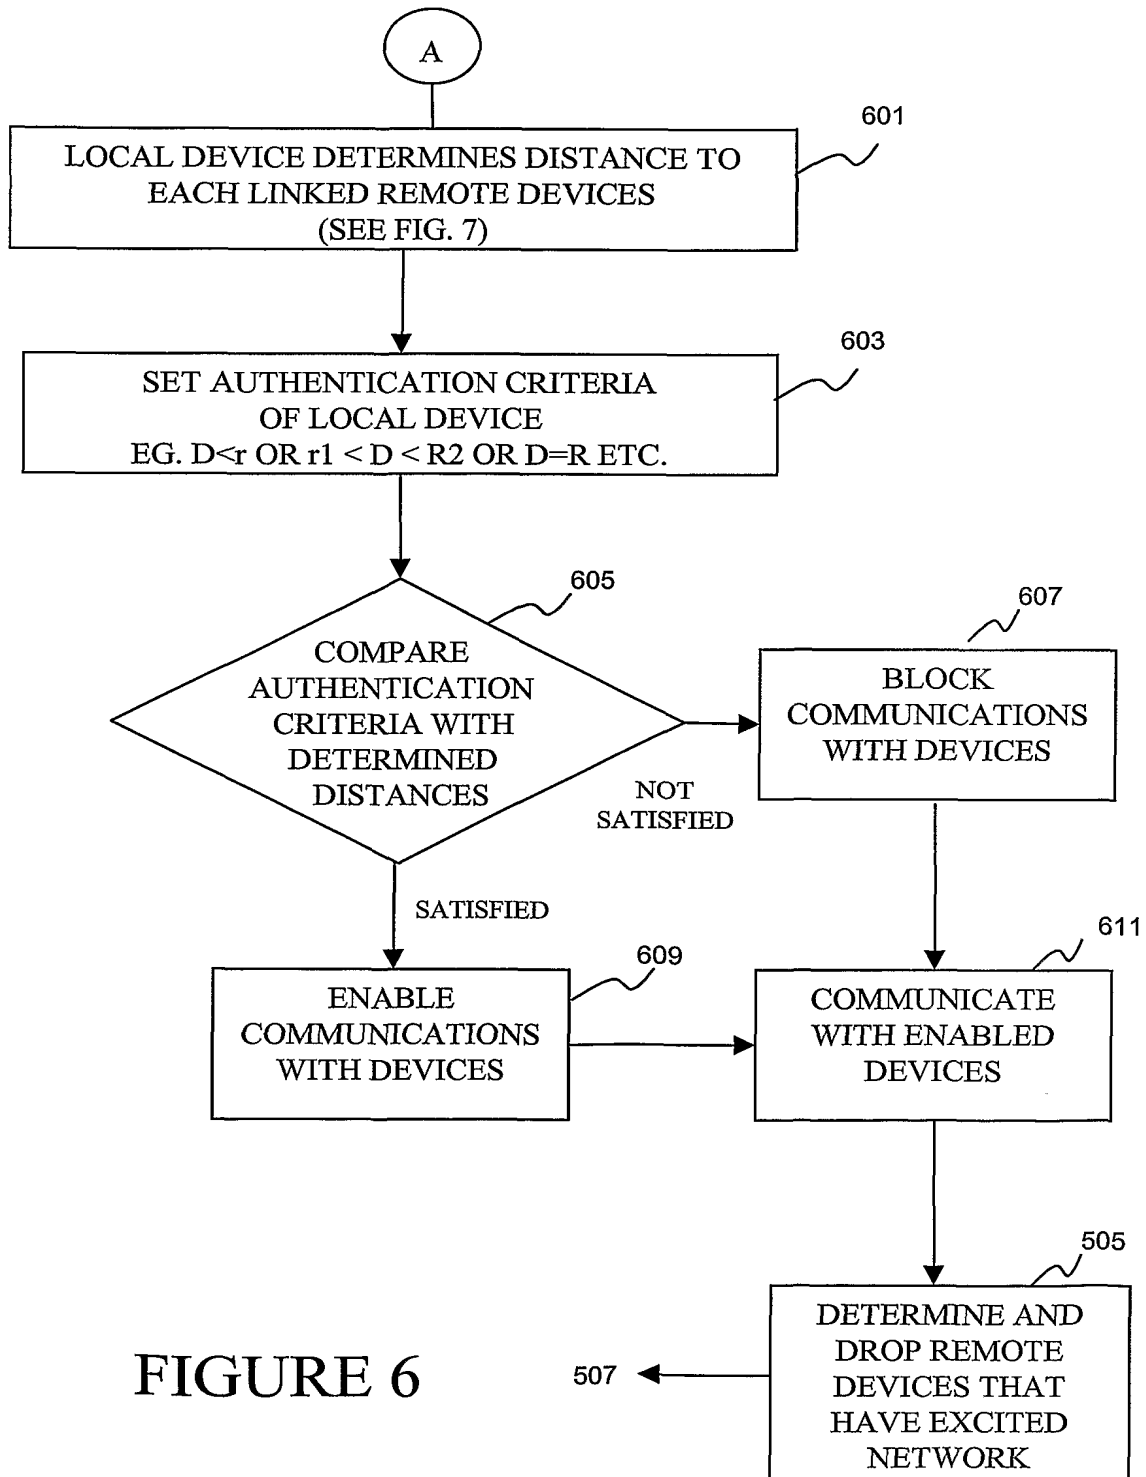 A
601
LOCAL DEVICE DETERMINES DISTANCE TO
EACH LINKED REMOTE DEVICES
(SEE FIG. 7)
603
SET AUTHENTICATION CRITERIA
OF LOCAL DEVICE
EG. D<r OR r1 < D < R2 OR D=R ETC.
605
COMPARE
AUTHENTICATION
CRITERIA WITH
DETERMINED
DISTANCES
607
BLOCK
COMMUNICATIONS
WITH DEVICES
NOT
SATISFIED
SATISFIED
609
ENABLE
COMMUNICATIONS
WITH DEVICES
611
COMMUNICATE
WITH ENABLED
DEVICES
505
DETERMINE AND
DROP REMOTE
DEVICES THAT
HAVE EXCITED
NETWORK
507
FIGURE 6